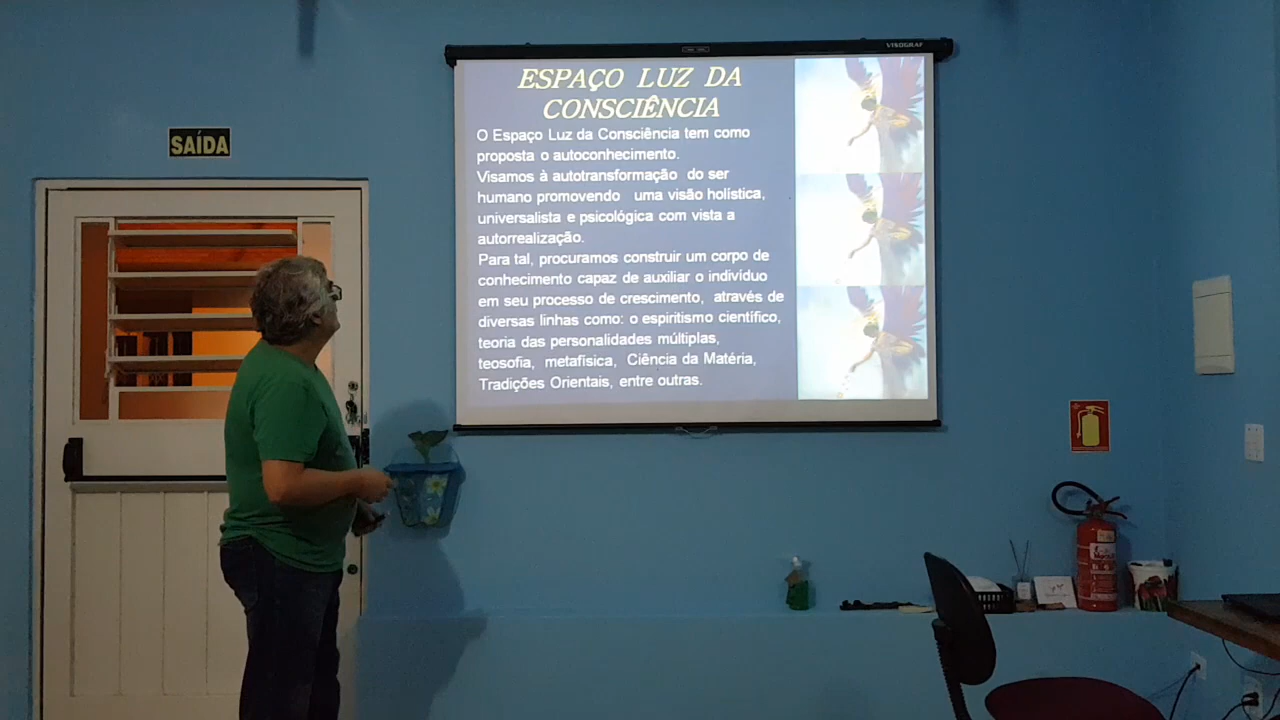 VISOGRAF
ESPAÇO LUZ DA
CONSCIÊNCIA
O Espaço Luz da Consciência tem como
proposta o autoconhecimento.
Visamos à autotransformação do ser
humano promovendo uma visão holística,
universalista e psicológica com vista a
autorrealização.
Para tal, procuramos construir um corpo de
conhecimento capaz de auxiliar o indivíduo
em seu processo de crescimento, através de
diversas linhas como: o espiritismo científico,
teoria das personalidades múltiplas,
teosofia, metafísica, Ciência da Matéria,
Tradições Orientais, entre outras.
SAÍDA